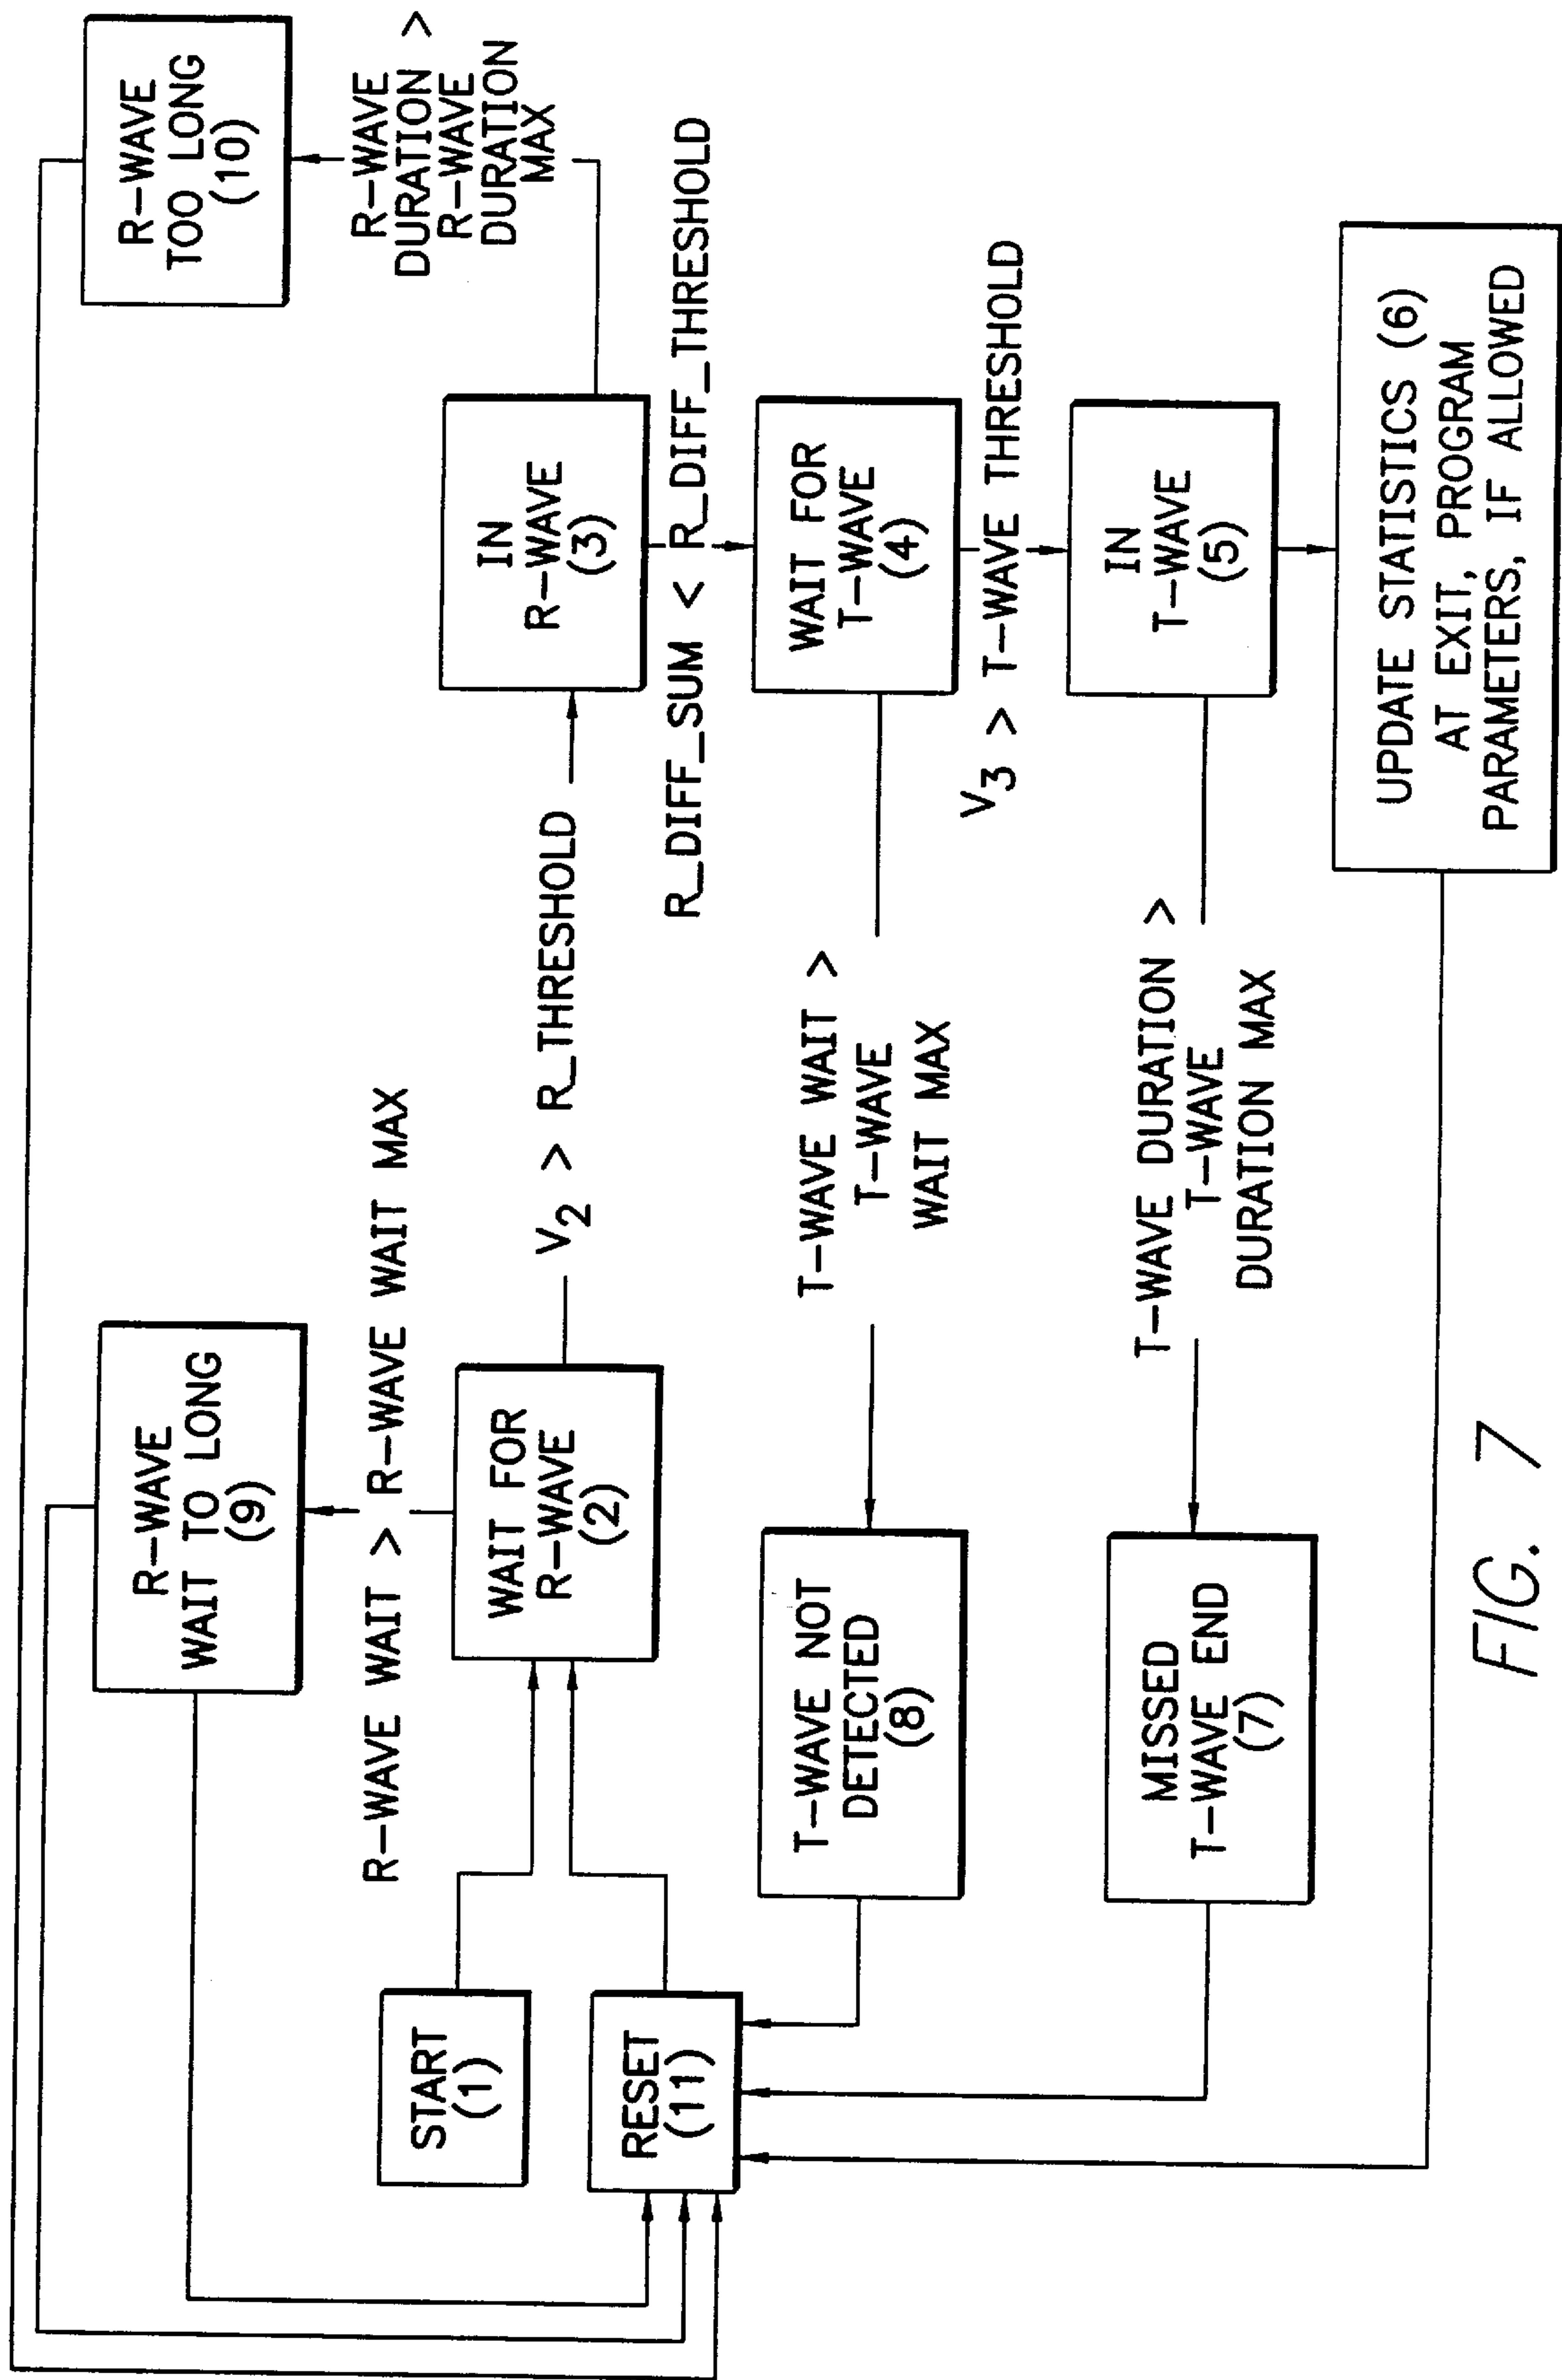 R-WAVE
TOO LONG
(10)
R-WAVE
WAIT TO LONG
(9)
R-WAVE
DURATION >
R-WAVE
DURATION
MAX
R-WAVE WAIT > R-WAVE WAIT MAX
START
(1)
WAIT FOR
R-WAVE
(2)
V2 > R_THRESHOLD
IN
R-WAVE
(3)
RESET
(11)
R_DIFF_SUM < R_DIFF_THRESHOLD
T-WAVE NOT
DETECTED
(8)
T-WAVE WAIT >
T-WAVE
WAIT MAX
WAIT FOR
T-WAVE
(4)
V3 > T-WAVE THRESHOLD
MISSED
T-WAVE END
(7)
T-WAVE DURATION >
T-WAVE
DURATION MAX
IN
T-WAVE
(5)
UPDATE STATISTICS (6)
AT EXIT, PROGRAM
PARAMETERS, IF ALLOWED
FIG. 7